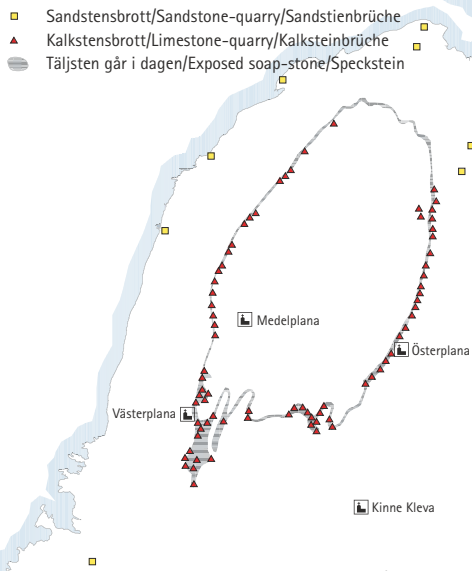 Sandstensbrott/Sandstone-quarry/Sandstienbrüche
Kalkstensbrott/Limestone-quarry/Kalksteinbrüche
Täljsten går i dagen/Exposed soap-stone/Speckstein
Medelplana
Österplana
Västerplana
Kinne Kleva